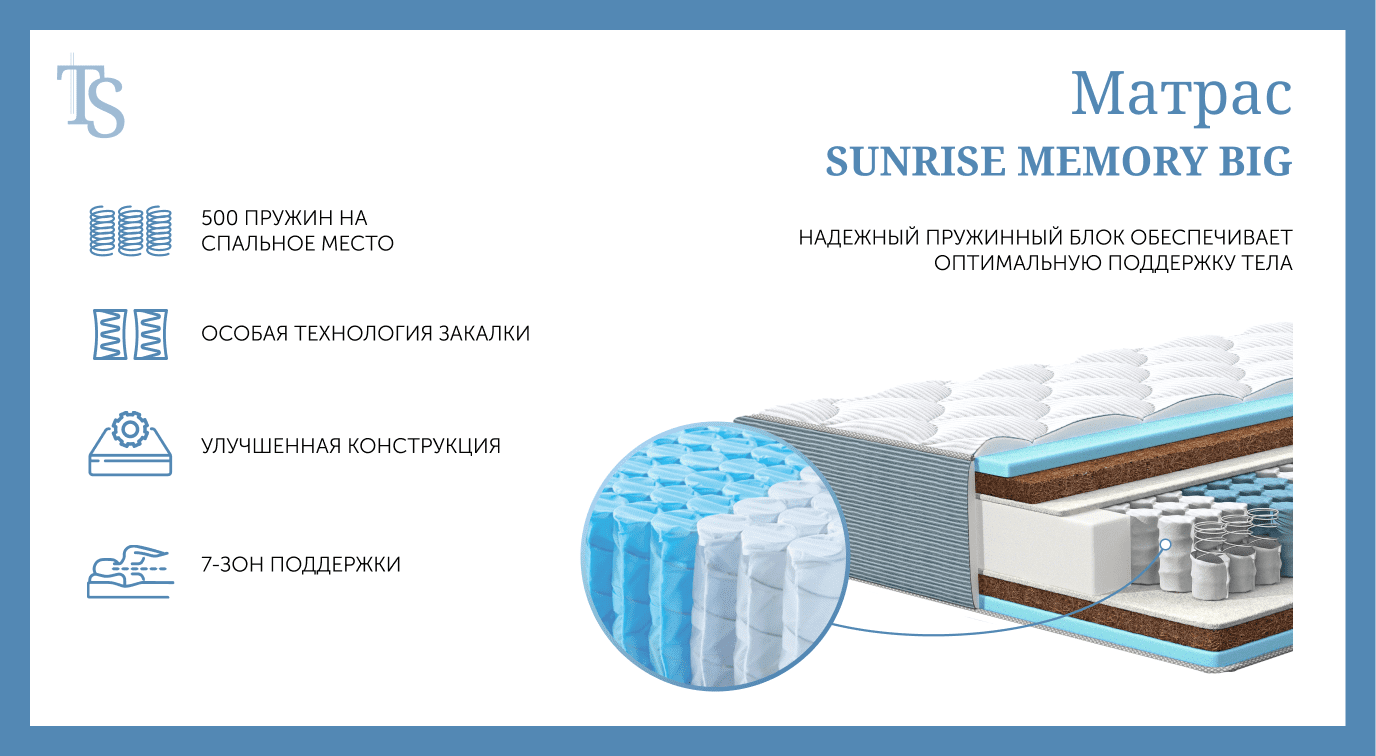 TS
Матрас
SUNRISE MEMORY BIG
500 ПРУЖИН НА
СПАЛЬНОЕ МЕСТО
НАДЕЖНЫЙ ПРУЖИННЫЙ БЛОК ОБЕСПЕЧИВАЕТ
ОПТИМАЛЬНУЮ ПОДДЕРЖКУ ТЕЛА
ОСОБАЯ ТЕХНОЛОГИЯ ЗАКАЛКИ
УЛУЧШЕННАЯ КОНСТРУКЦИЯ
7-ЗОН ПОДДЕРЖКИ